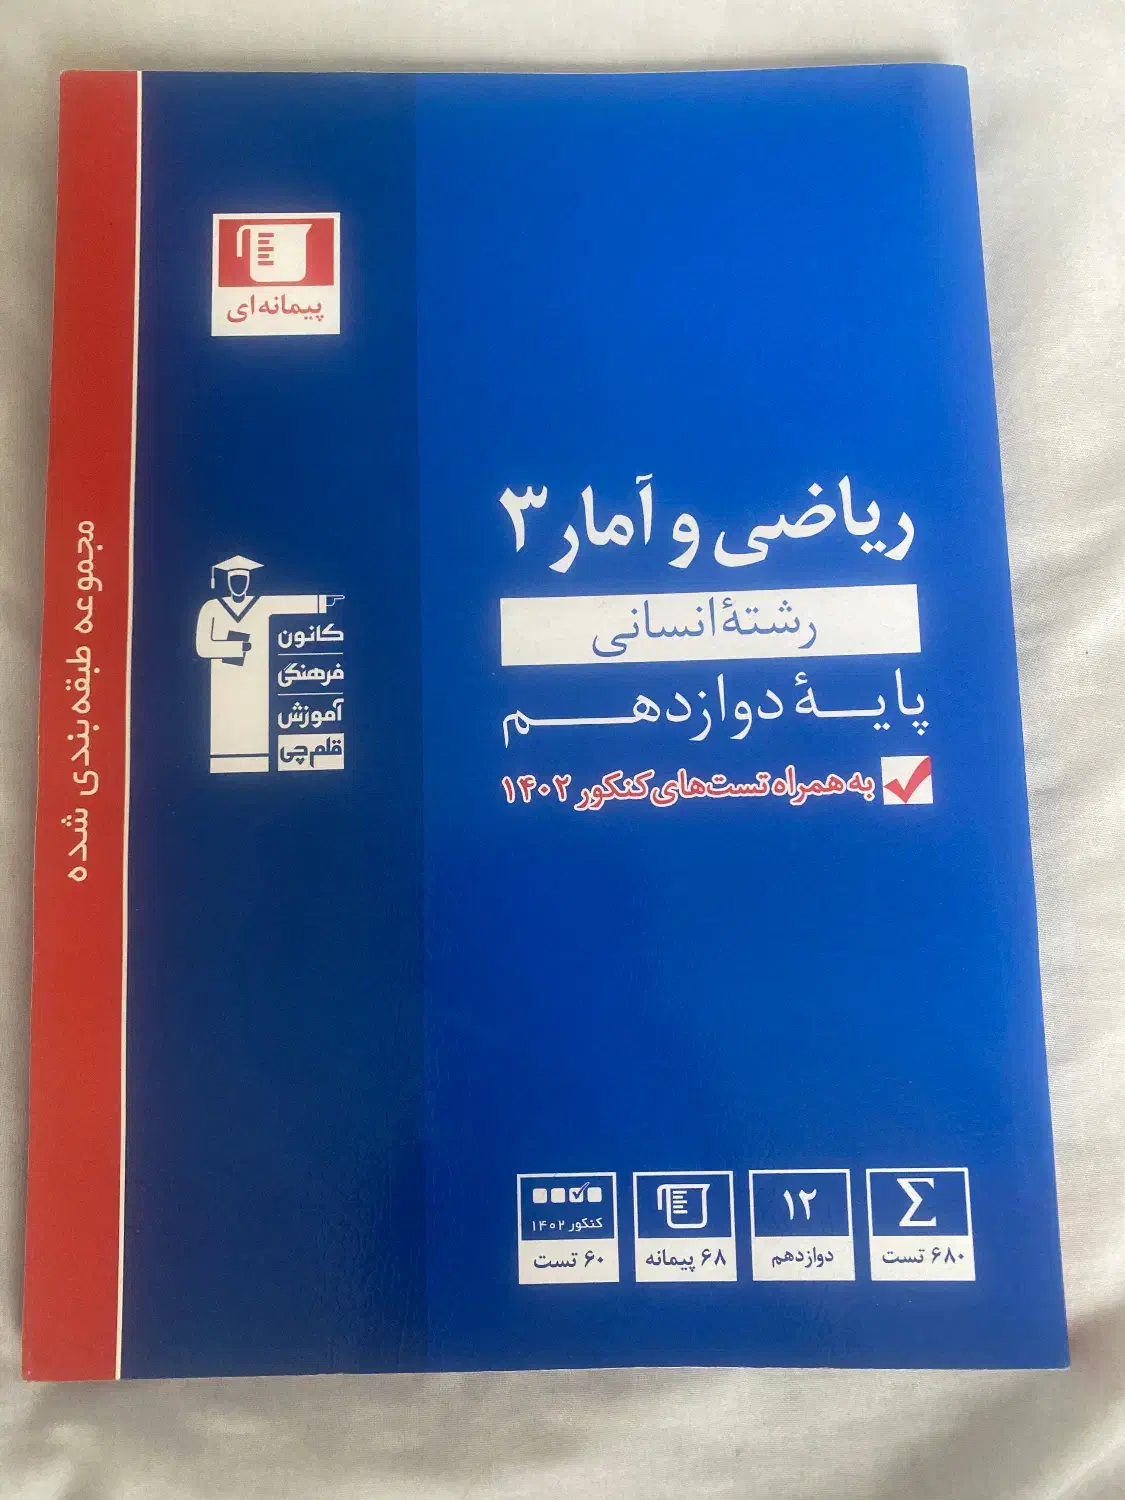 پیمانه‌ای
ریاضی و آمار ۳
رشتهٔ انسانی
پایهٔ دوازدهم
به همراه تست‌های کنکور ۱۴۰۲
کانون
فرهنگی
آموزش
قلم‌چی
مجموعه طبقه‌بندی شده
Σ
۶۸۰ تست
۱۲
دوازدهم
۶۸ پیمانه
کنکور ۱۴۰۲
۶۰ تست